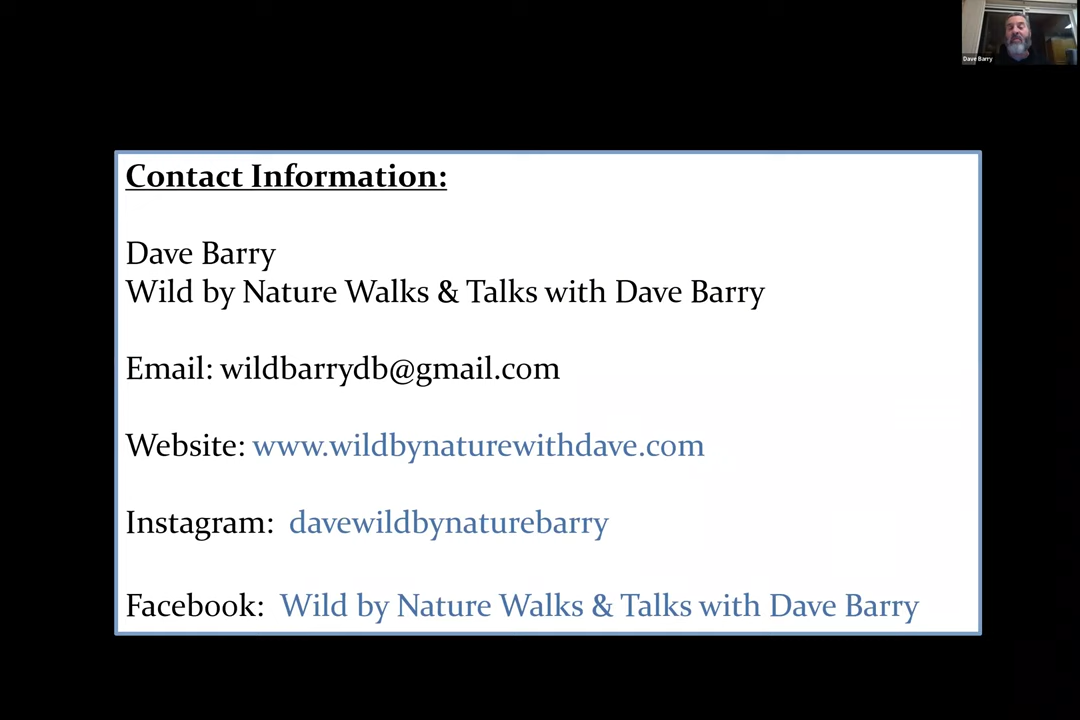 Dave Barry
Contact Information:
Dave Barry
Wild by Nature Walks & Talks with Dave Barry
Email: wildbarrydb@gmail.com
Website: www.wildbynaturewithdave.com
Instagram: davewildbynaturebarry
Facebook: Wild by Nature Walks & Talks with Dave Barry